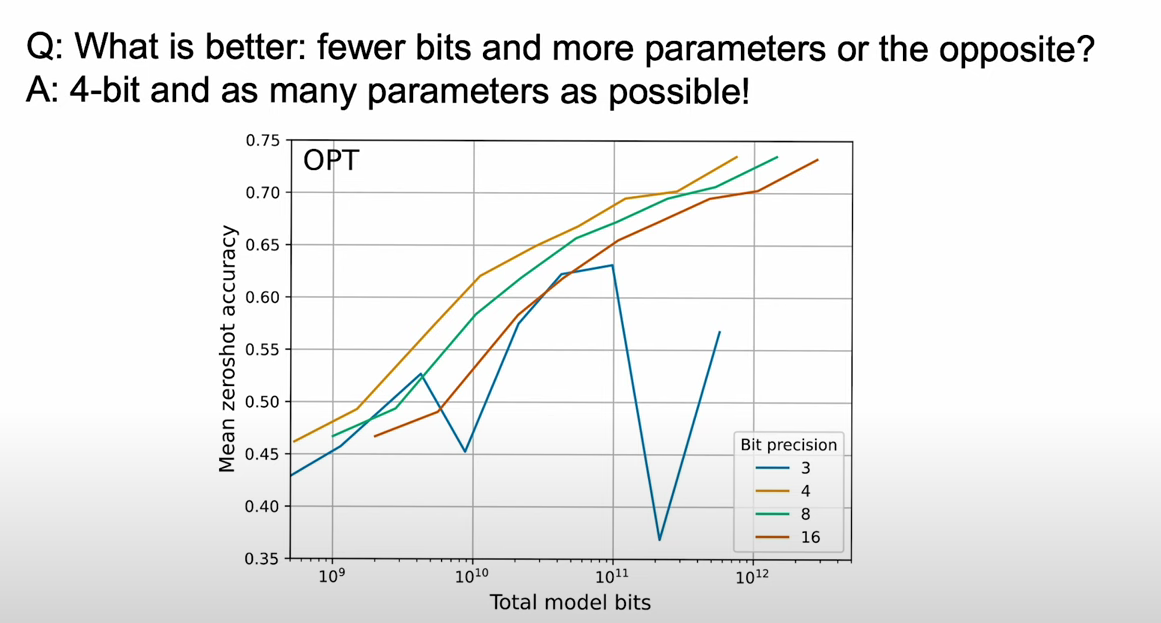 Q: What is better: fewer bits and more parameters or the opposite?
A: 4-bit and as many parameters as possible!
OPT
Mean zeroshot accuracy
0.75
0.70
0.65
0.60
0.55
0.50
0.45
0.40
0.35
Bit precision
3
4
8
16
10⁹
10¹⁰
10¹¹
10¹²
Total model bits